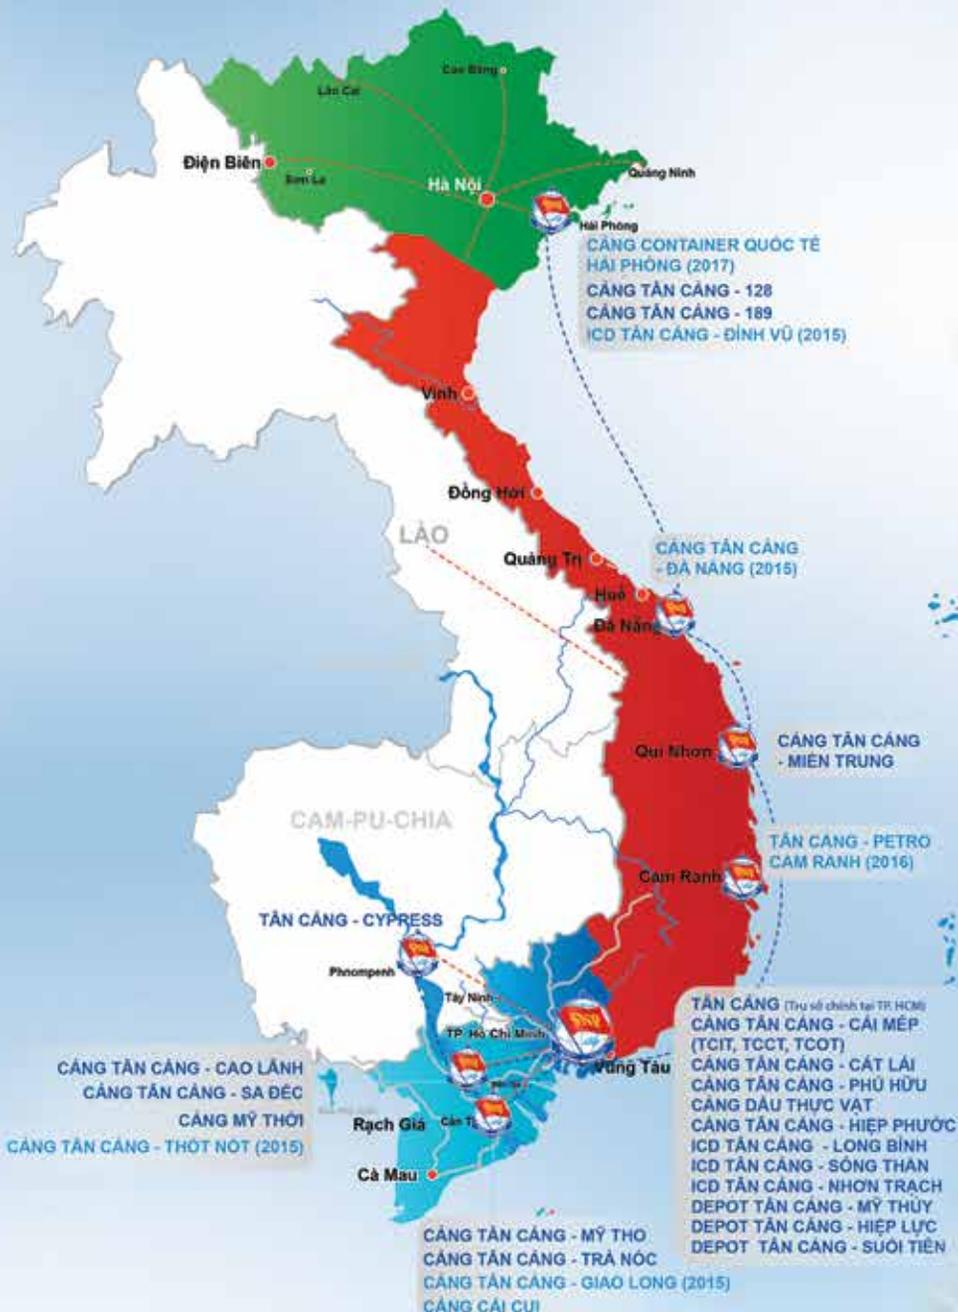 Cao Bằng
Lào Cai
Điện Biên
Sơn La
Hà Nội
Quảng Ninh
Hải Phòng
CẢNG CONTAINER QUỐC TẾ
HẢI PHÒNG (2017)
CẢNG TÂN CẢNG - 128
CẢNG TÂN CẢNG - 189
ICD TÂN CẢNG - ĐÌNH VŨ (2015)
Vinh
Đồng Hới
LÀO
Quảng Trị
CẢNG TÂN CẢNG
- ĐÀ NẴNG (2015)
Huế
Đà Nẵng
Qui Nhơn
CẢNG TÂN CẢNG
- MIỀN TRUNG
CAM-PU-CHIA
TÂN CẢNG - PETRO
CAM RANH (2016)
Cam Ranh
TÂN CẢNG - CYPRESS
Phnompenh
Tây Ninh
TP. Hồ Chí Minh
Vũng Tàu
TÂN CẢNG (Trụ sở chính tại TP. HCM)
CẢNG TÂN CẢNG - CÁI MÉP
(TCIT, TCCT, TCOT)
CẢNG TÂN CẢNG - CÁT LÁI
CẢNG TÂN CẢNG - PHÚ HỮU
CẢNG DẦU THỰC VẬT
CẢNG TÂN CẢNG - HIỆP PHƯỚC
ICD TÂN CẢNG - LONG BÌNH
ICD TÂN CẢNG - SÓNG THẦN
ICD TÂN CẢNG - NHƠN TRẠCH
DEPOT TÂN CẢNG - MỸ THỦY
DEPOT TÂN CẢNG - HIỆP LỰC
DEPOT TÂN CẢNG - SUỐI TIÊN
CẢNG TÂN CẢNG - CAO LÃNH
CẢNG TÂN CẢNG - SA ĐÉC
CẢNG MỸ THỚI
CẢNG TÂN CẢNG - THỐT NỐT (2015)
Rạch Giá
Cần T
Cà Mau
CẢNG TÂN CẢNG - MỸ THO
CẢNG TÂN CẢNG - TRÀ NÓC
CẢNG TÂN CẢNG - GIAO LONG (2015)
CẢNG CÁI CUI